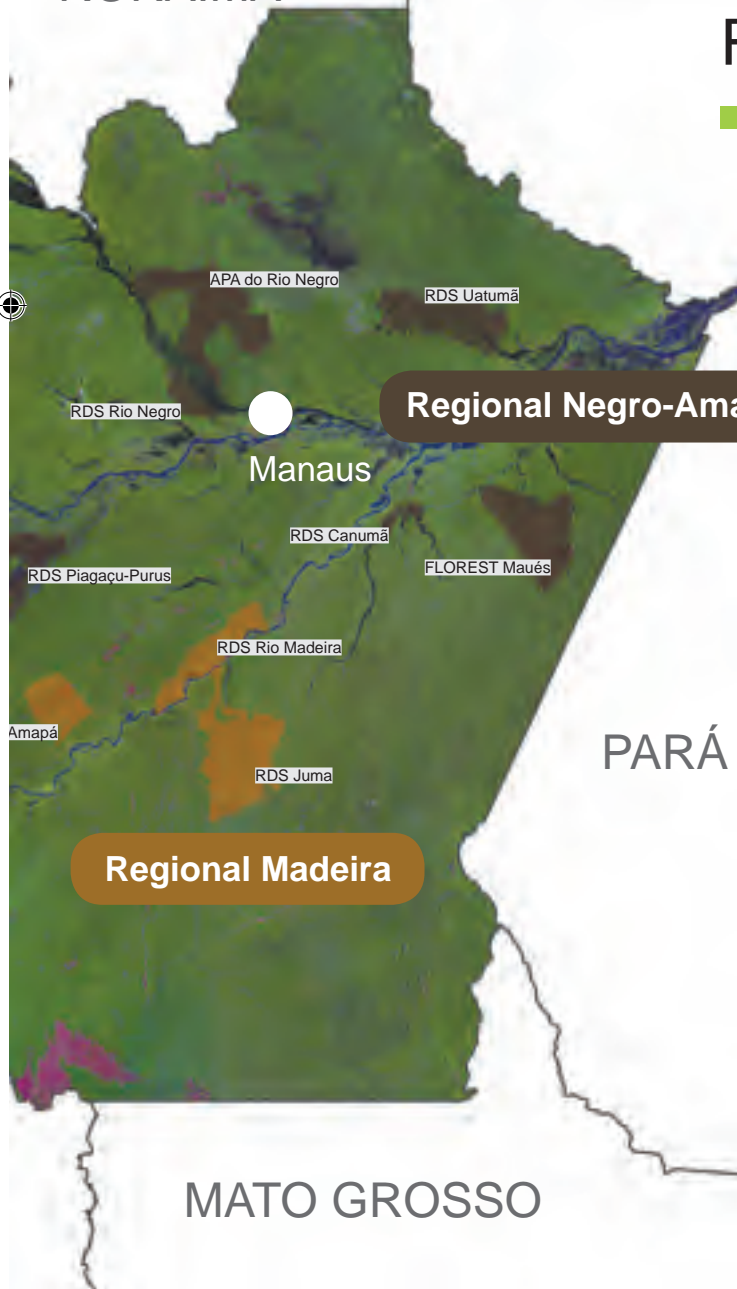 APA do Rio Negro
RDS Uatumã
RDS Rio Negro
Regional Negro-Ama
Manaus
RDS Canumã
RDS Piagaçu-Purus
FLOREST Maués
RDS Rio Madeira
Amapá
PARÁ
RDS Juma
Regional Madeira
MATO GROSSO